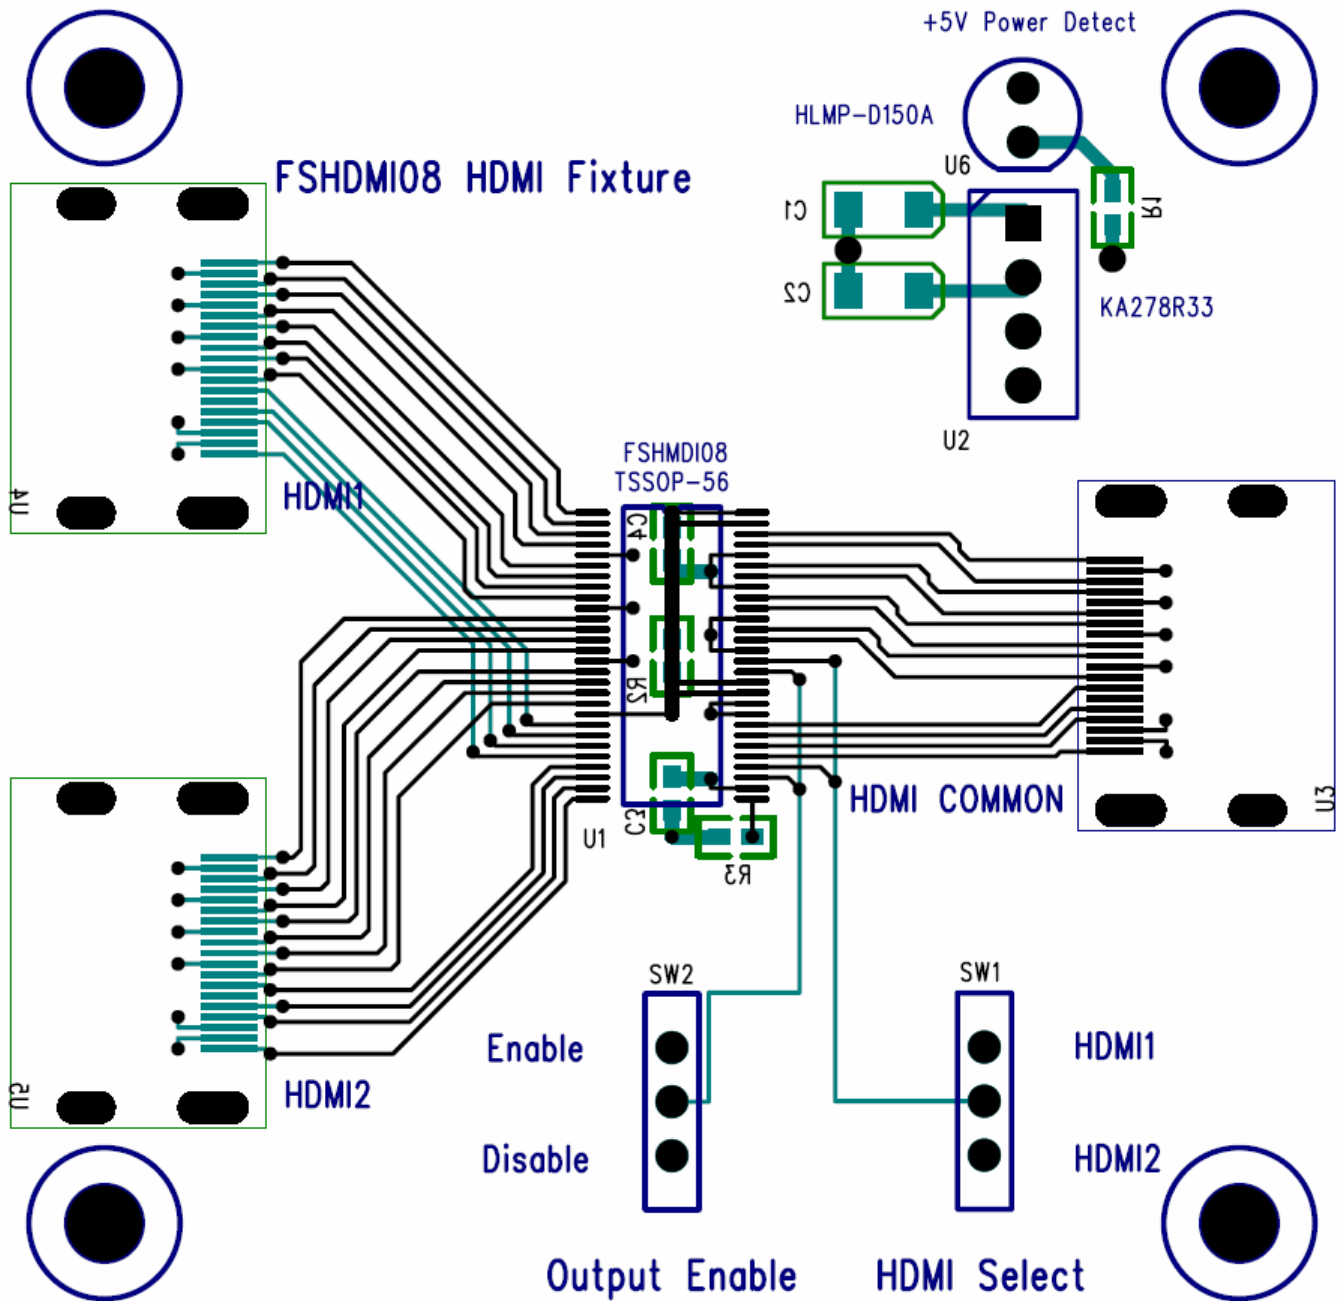 +5V Power Detect
HLMP-D150A
U6
FSHDMI08 HDMI Fixture
C1
R1
C2
KA278R33
U2
FSHMDI08
TSSOP-56
U4
HDMI1
C4
R2
HDMI COMMON
U3
C3
U1
R3
SW2
SW1
Enable
HDMI1
U5
HDMI2
Disable
HDMI2
Output Enable
HDMI Select